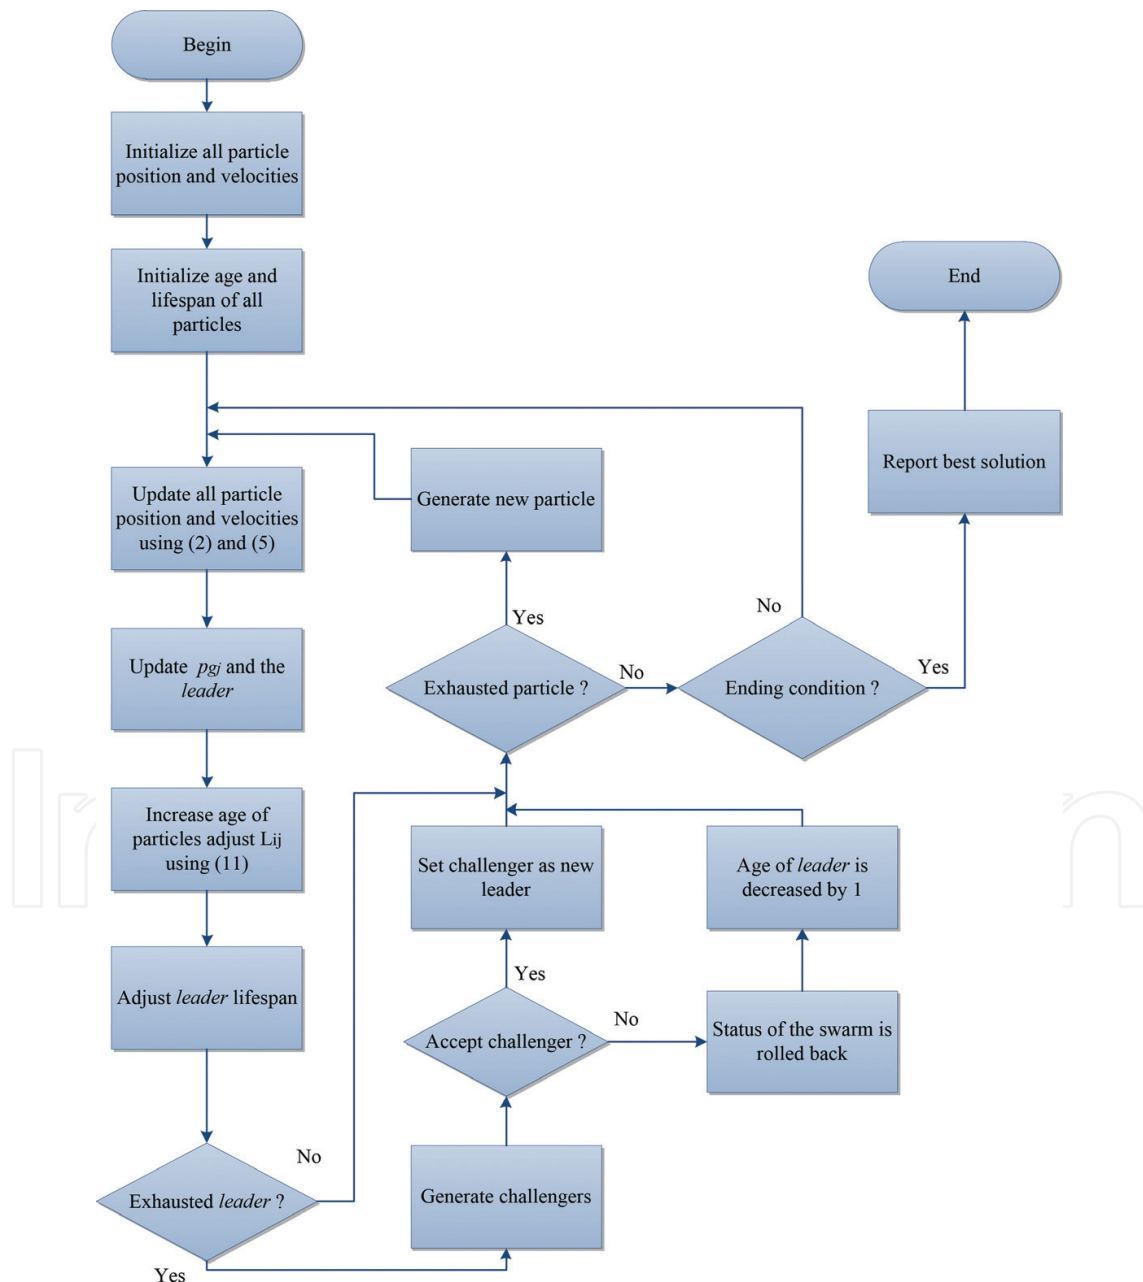 Begin
Initialize all particle
position and velocities
Initialize age and
lifespan of all
particles
End
Update all particle
position and velocities
using (2) and (5)
Generate new particle
Report best solution
Yes
No
Update pgj and the
leader
Exhausted particle ?
No
Ending condition ?
Yes
Increase age of
particles adjust Lij
using (11)
Set challenger as new
leader
Age of leader is
decreased by 1
Adjust leader lifespan
Yes
Accept challenger ?
No
Status of the swarm is
rolled back
Exhausted leader ?
No
Generate challengers
Yes